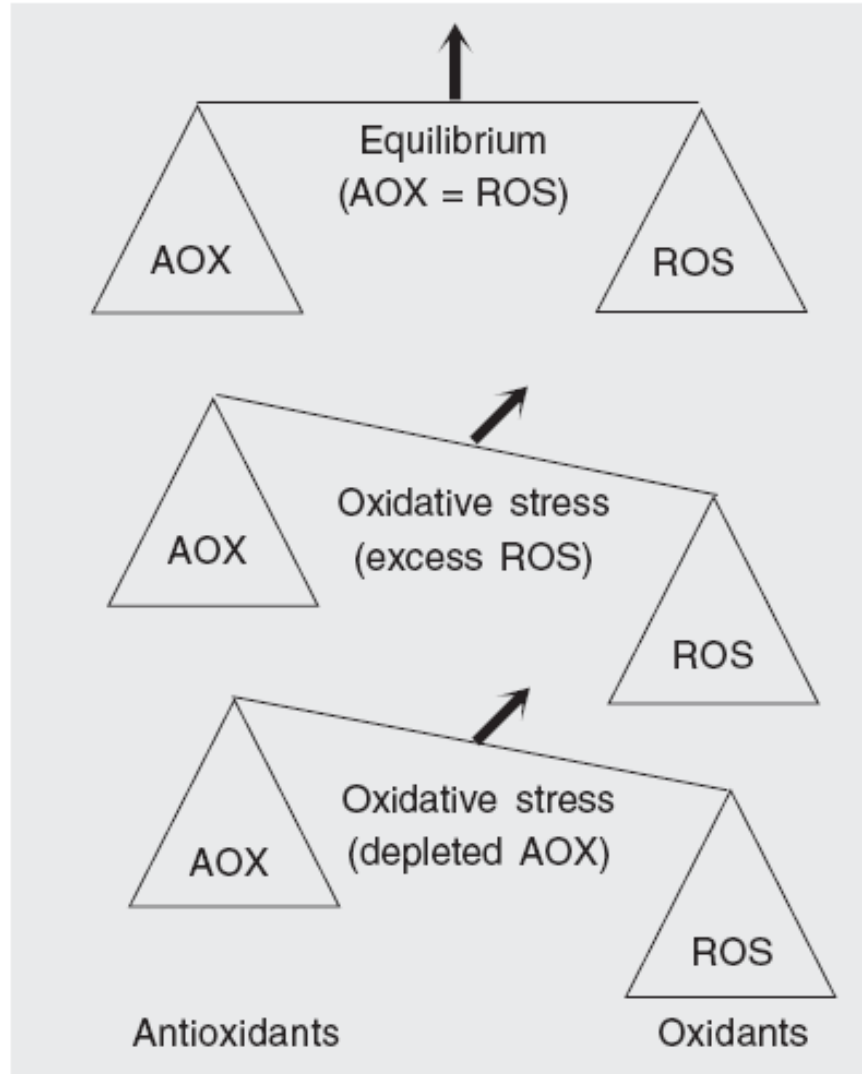 Equilibrium
(AOX = ROS)
AOX
ROS
Oxidative stress
(excess ROS)
AOX
ROS
Oxidative stress
(depleted AOX)
AOX
ROS
Antioxidants
Oxidants